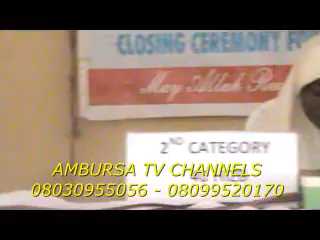 CLOSING CEREMONY FO
May Allah
2ND CATEGORY
AMBURSA TV CHANNELS
08030955056 - 08099520170